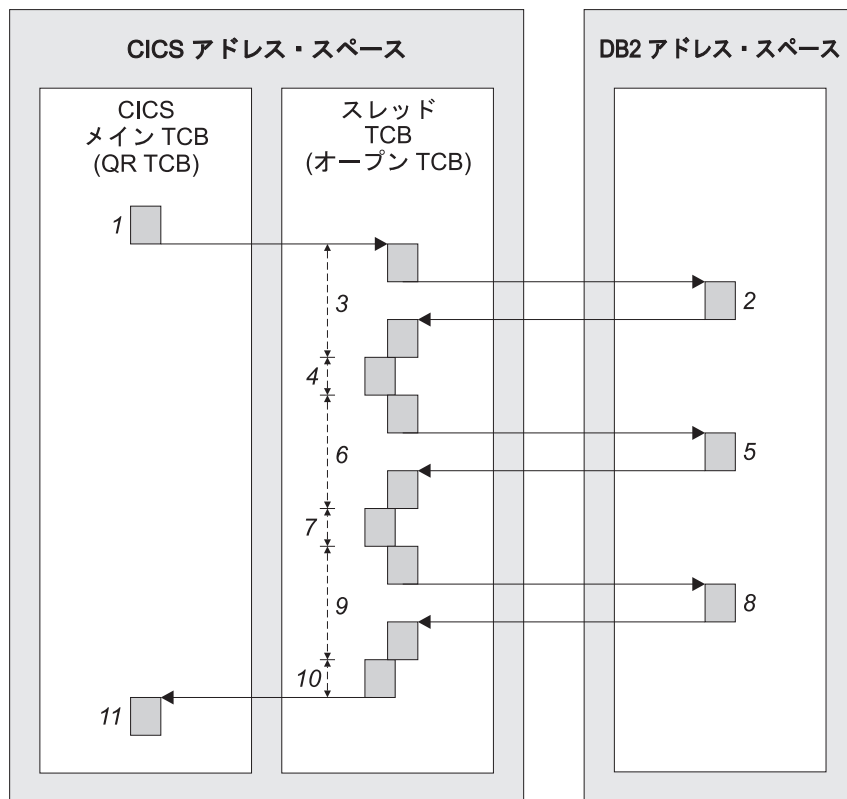 CICS アドレス・スペース
DB2 アドレス・スペース
CICS
メイン TCB
(QR TCB)
スレッド
TCB
(オープン TCB)
1
2
3
4
5
6
7
8
9
10
11